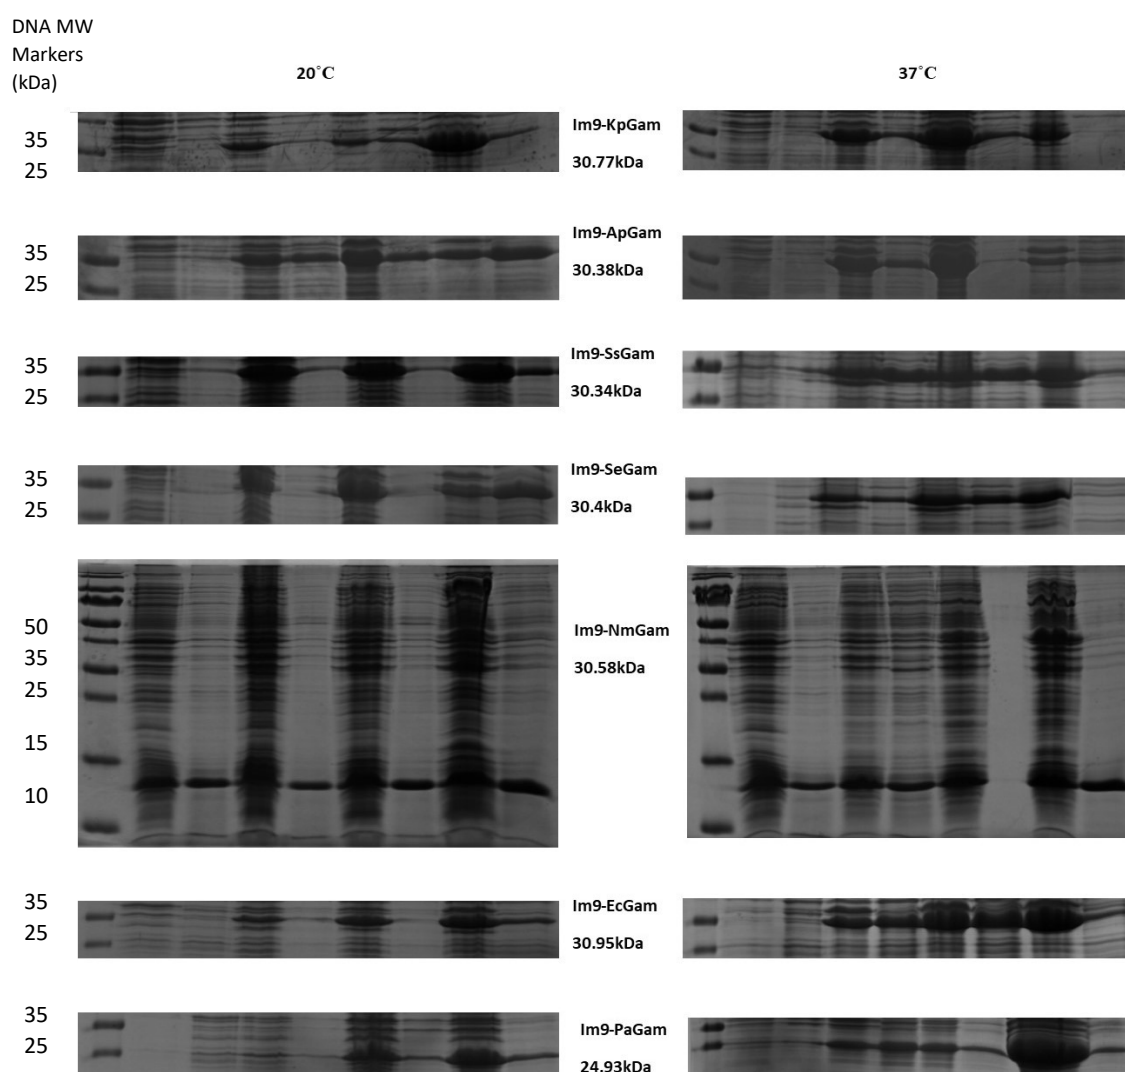 DNA MW
Markers
(kDa)
20°C
37°C
35
25
Im9-KpGam
30.77kDa
35
25
Im9-ApGam
30.38kDa
35
25
Im9-SsGam
30.34kDa
35
25
Im9-SeGam
30.4kDa
50
35
25
15
10
Im9-NmGam
30.58kDa
35
25
Im9-EcGam
30.95kDa
35
25
Im9-PaGam
24.93kDa